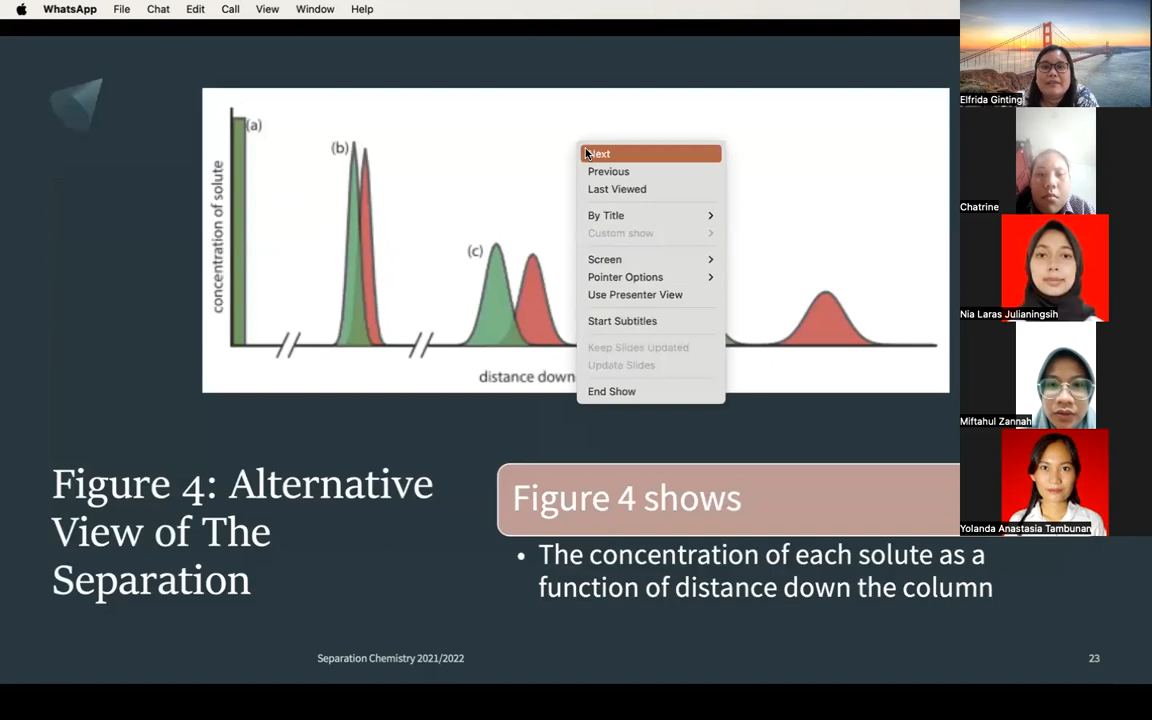 WhatsApp File Chat Edit Call View Window Help
(a)
(b)
(c)
concentration of solute
distance down
Next
Previous
Last Viewed
By Title
Custom show
Screen
Pointer Options
Use Presenter View
Start Subtitles
Keep Slides Updated
Update Slides
End Show
Elfrida Ginting
Chatrine
Nia Laras Julianingsih
Miftahul Zannah
Yolanda Anastasia Tambunan
Figure 4: Alternative
View of The
Separation
Figure 4 shows
• The concentration of each solute as a
function of distance down the column
Separation Chemistry 2021/2022
23